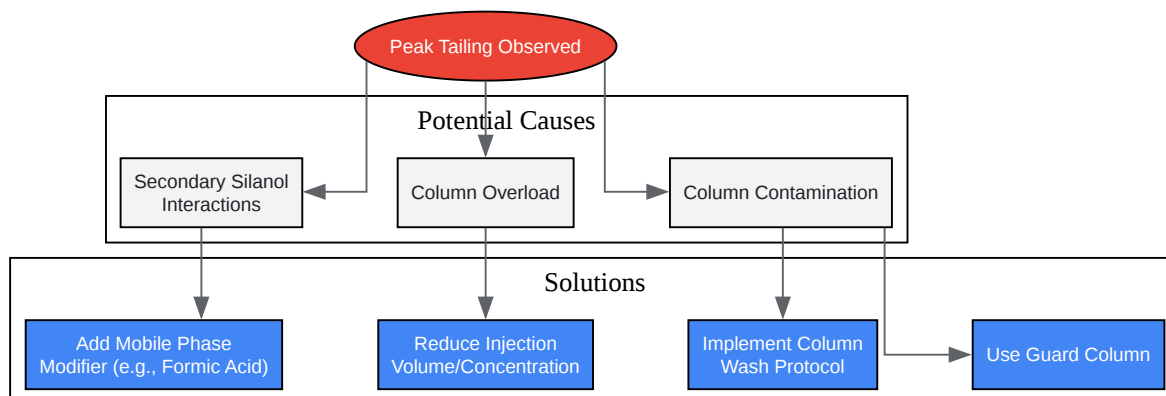 Peak Tailing Observed
Potential Causes
Secondary Silanol
Interactions
Column Overload
Column Contamination
Solutions
Add Mobile Phase
Modifier (e.g., Formic Acid)
Reduce Injection
Volume/Concentration
Implement Column
Wash Protocol
Use Guard Column